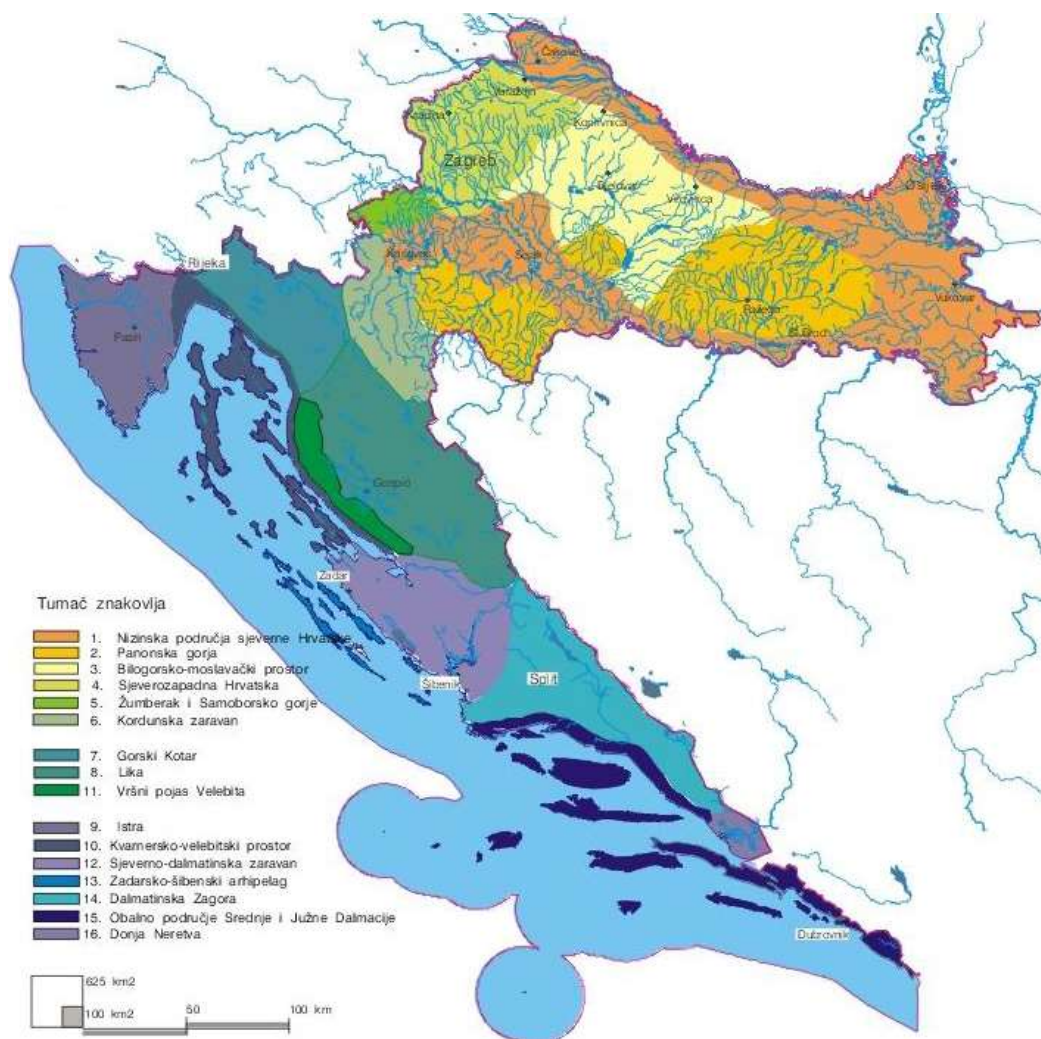 Čakovec
Varaždin
Krapina
Koprivnica
Zagreb
Bjelovar
Virovitica
Osijek
Rijeka
Karlovac
Sisak
Vukovar
Pazin
Požega
Sl. Brod
Gospić
Zadar
Šibenik
Split
Dubrovnik
Tumač znakovlja
1. Nizinska područja sjeverne Hrvatske
2. Panonska gorja
3. Bilogorsko-moslavački prostor
4. Sjeverozapadna Hrvatska
5. Žumberak i Samoborsko gorje
6. Kordunska zaravan
7. Gorski Kotar
8. Lika
11. Vršni pojas Velebita
9. Istra
10. Kvarnersko-velebitski prostor
12. Sjeverno-dalmatinska zaravan
13. Zadarsko-šibenski arhipelag
14. Dalmatinska Zagora
15. Obalno područje Srednje i Južne Dalmacije
16. Donja Neretva
625 km2
100 km2
50
100 km